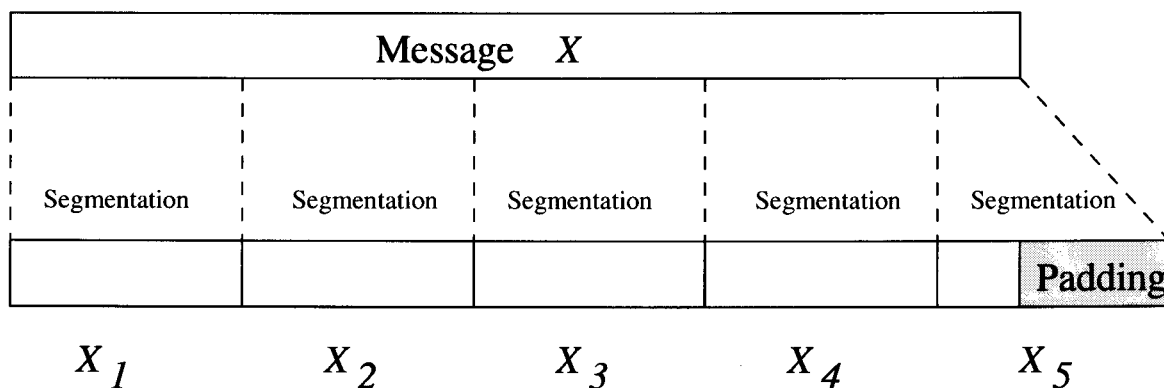 Message X
Segmentation Segmentation Segmentation Segmentation Segmentation
Padding
X1 X2 X3 X4 X5